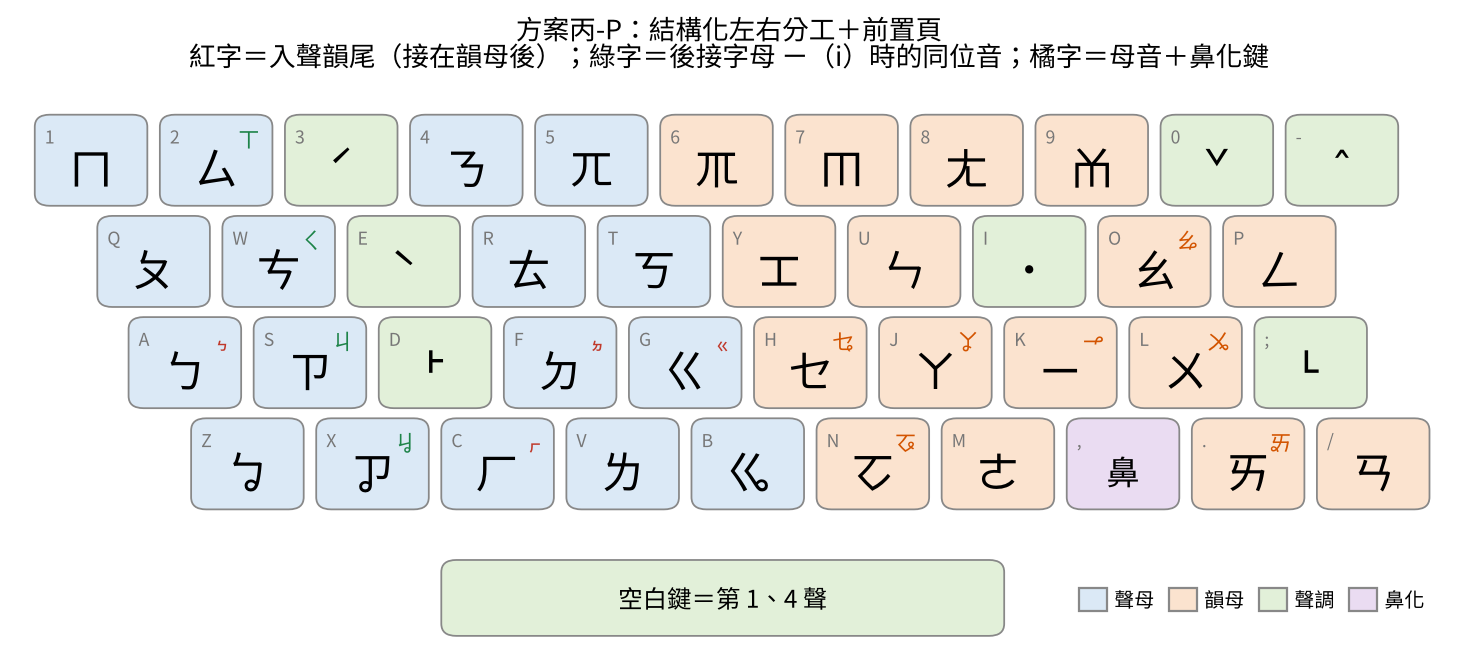 方案丙-P：結構化左右分工＋前置頁
紅字＝入聲韻尾（接在韻母後）；綠字＝後接字母 ㄧ（i）時的同位音；橘字＝母音＋鼻化鍵
1 ㄇ 2 ㄙ ㄒ 3 ˊ 4 ㄋ 5 ㄫ 6 ㆭ 7 ㆬ 8 ㄤ 9 ㆰ 0 ˇ - ˆ
Q ㄆ W ㄘ ㄑ E ˋ R ㄊ T ㄎ Y ㆲ U ㄣ I ˙ O ㄠ ㆯ P ㄥ
A ㄅ ㆴ S ㄗ ㄐ D ˫ F ㄉ ㆵ G ㄍ ㆶ H ㆤ ㆥ J ㄚ ㆩ K ㄧ ㆪ L ㄨ ㆫ ; ˪
Z ㆠ X ㆡ ㆢ C ㄏ ㆷ V ㄌ B ㆣ N ㆦ ㆧ M ㄜ , 鼻 . ㄞ ㆮ / ㄢ
空白鍵＝第 1、4 聲
聲母 韻母 聲調 鼻化